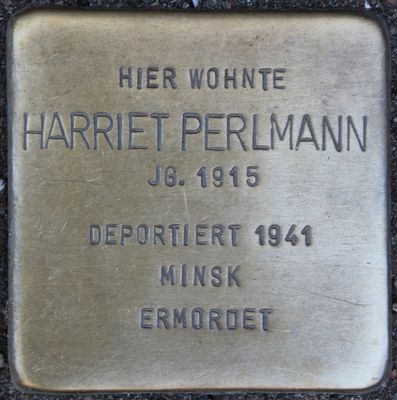 HIER WOHNTE
HARRIET PERLMANN
JG. 1915
DEPORTIERT 1941
MINSK
ERMORDET